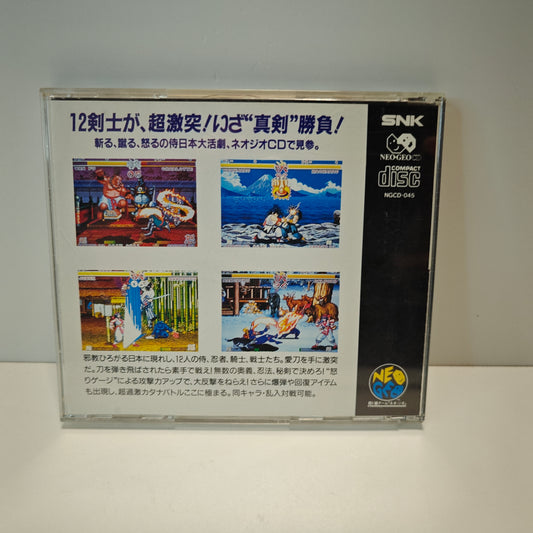 12剣士が、超激突!いざ“真剣”勝負!
斬る、蹴る、怒るの侍日本大活劇、ネオジオCDで見参。
SNK
NEO・GEO CD
COMPACT
disc
NGCD-045
邪教ひろがる日本に現れし、12人の侍、忍者、騎士、戦士たち。愛刀を手に激突
だ。刀を弾き飛ばされたら素手で戦え!無数の奥義、忍法、秘剣で決めろ!“怒
りゲージ”による攻撃力アップで、大反撃をねらえ!さらに爆弾や回復アイテム
も出現し、超過激カタナバトルここに極まる。同キャラ・乱入対戦可能。
NEO
GEO